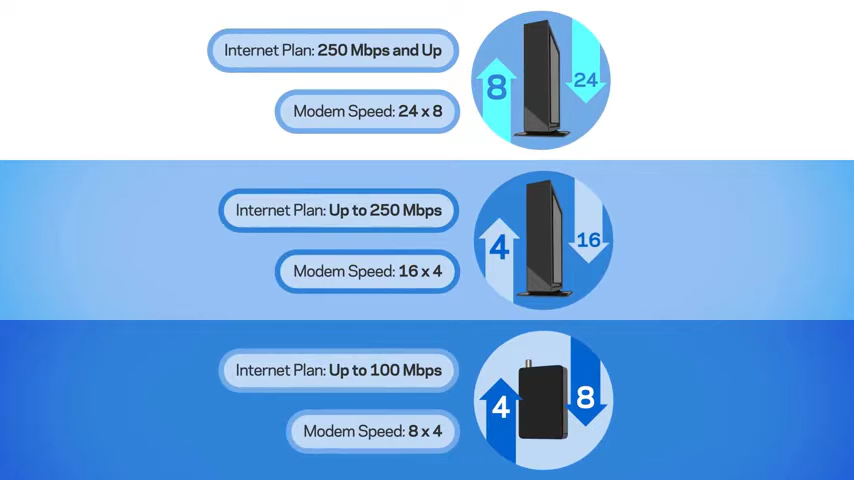 Internet Plan: 250 Mbps and Up
Modem Speed: 24 x 8
8
24
Internet Plan: Up to 250 Mbps
Modem Speed: 16 x 4
4
16
Internet Plan: Up to 100 Mbps
Modem Speed: 8 x 4
4
8